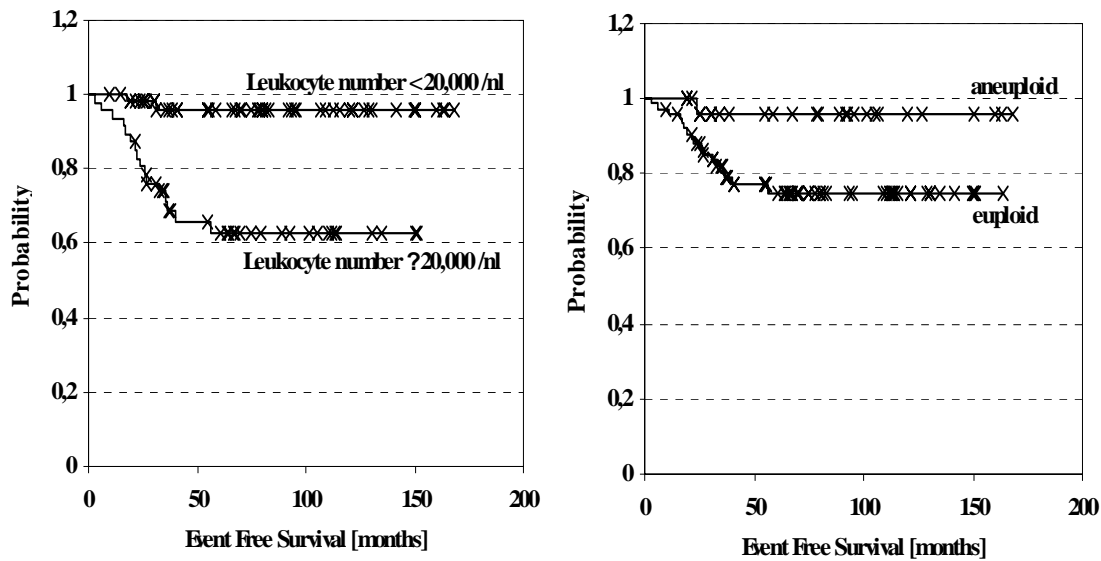 1,2
1
0,8
0,6
0,4
0,2
0
Probability
Leukocyte number <20,000 /nl
Leukocyte number ?20,000 /nl
0 50 100 150 200
Event Free Survival [months]
1,2
1
0,8
0,6
0,4
0,2
0
Probability
aneuploid
euploid
0 50 100 150 200
Event Free Survival [months]